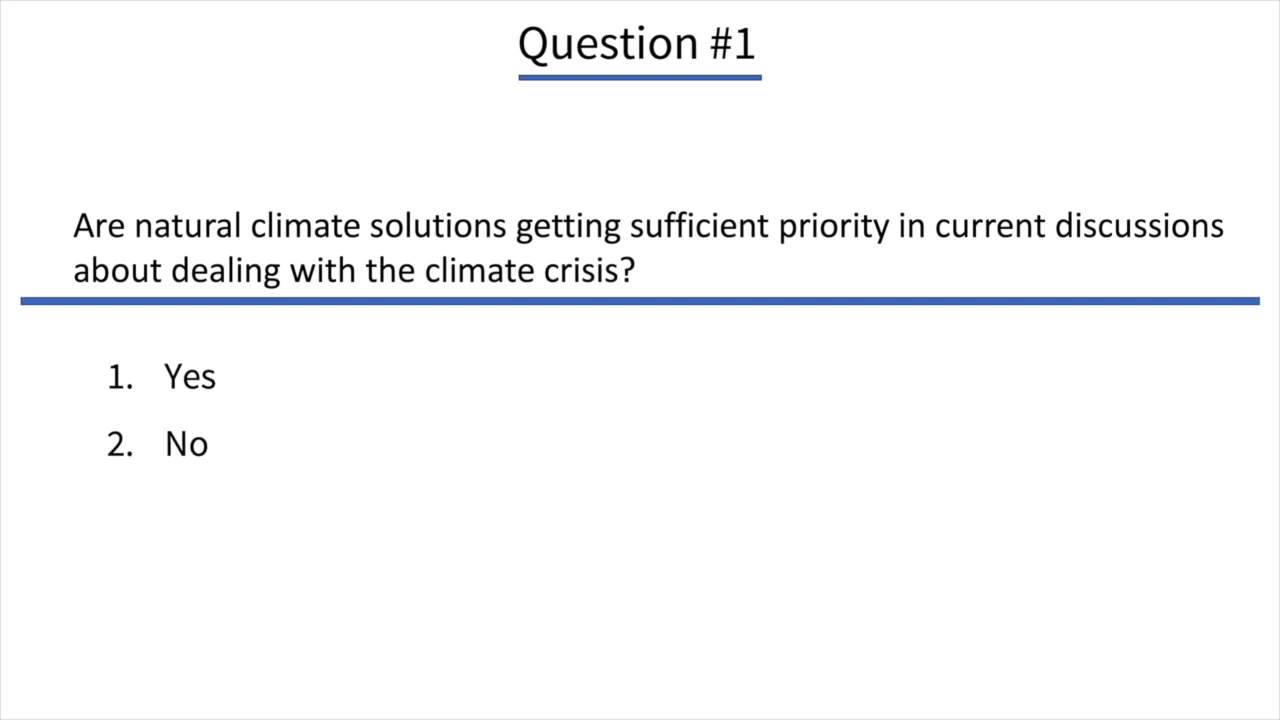 Question #1
Are natural climate solutions getting sufficient priority in current discussions
about dealing with the climate crisis?
1. Yes
2. No